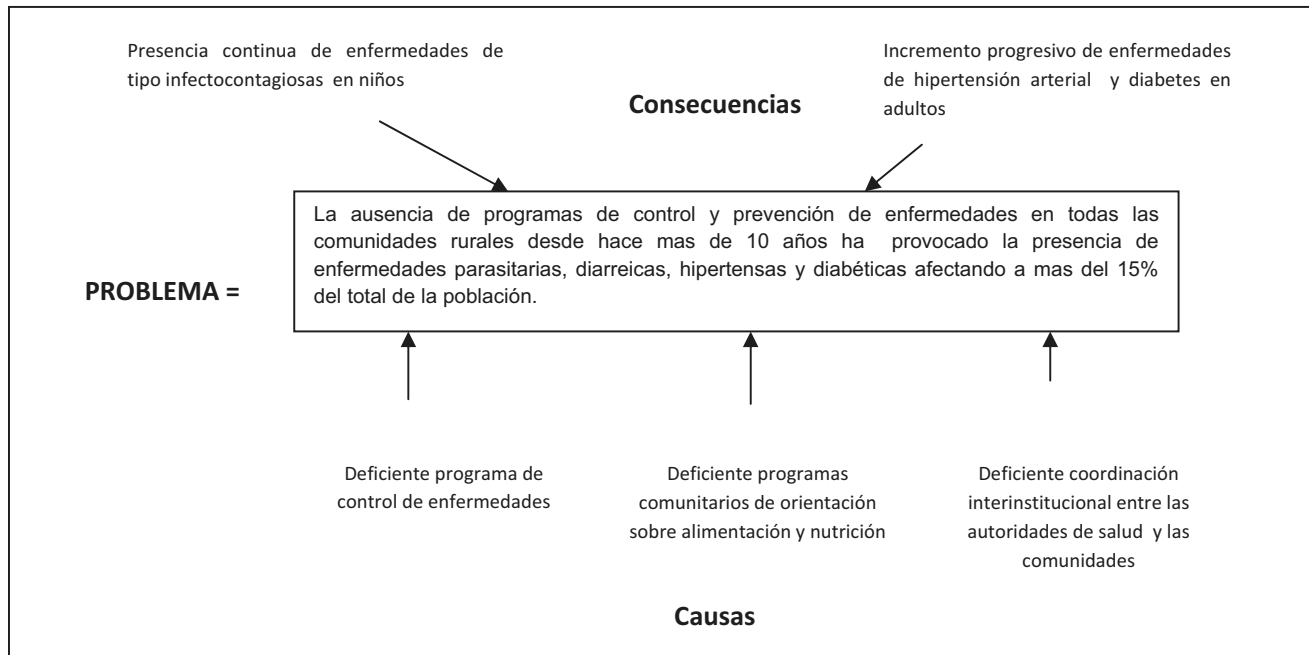 Presencia continua de enfermedades de
tipo infectocontagiosas en niños
Incremento progresivo de enfermedades
de hipertensión arterial y diabetes en
adultos
Consecuencias
La ausencia de programas de control y prevención de enfermedades en todas las
comunidades rurales desde hace mas de 10 años ha provocado la presencia de
enfermedades parasitarias, diarreicas, hipertensas y diabéticas afectando a mas del 15%
del total de la población.
PROBLEMA =
Deficiente programa de
control de enfermedades
Deficiente programas
comunitarios de orientación
sobre alimentación y nutrición
Deficiente coordinación
interinstitucional entre las
autoridades de salud y las
comunidades
Causas